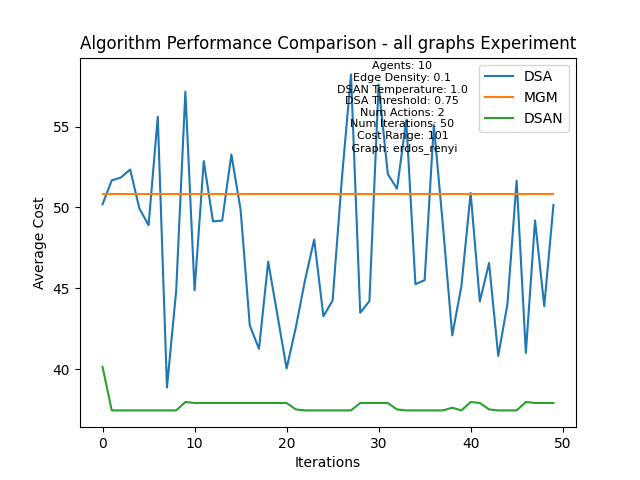 Algorithm Performance Comparison - all graphs Experiment
Agents: 10
Edge Density: 0.1
DSAN Temperature: 1.0
DSA Threshold: 0.75
Num Actions: 2
Num Iterations: 50
Cost Range: 101
Graph: erdos_renyi
DSA
MGM
DSAN
Average Cost
55
50
45
40
0
10
20
30
40
50
Iterations